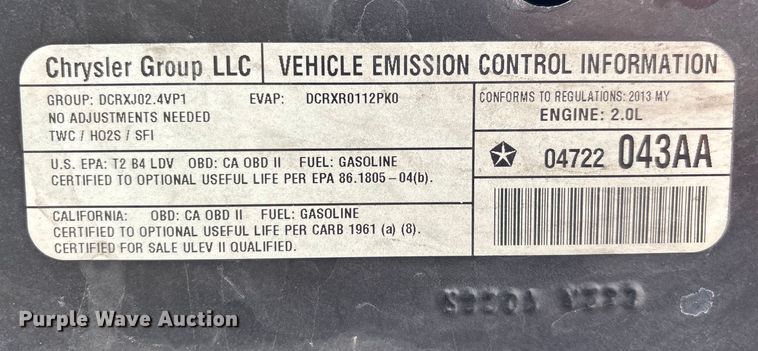 Chrysler Group LLC
VEHICLE EMISSION CONTROL INFORMATION
GROUP: DCRXJ02.4VP1 EVAP: DCRXR0112PK0
NO ADJUSTMENTS NEEDED
TWC / HO2S / SFI
CONFORMS TO REGULATIONS: 2013 MY
ENGINE: 2.0L
04722 043AA
U.S. EPA: T2 B4 LDV OBD: CA OBD II FUEL: GASOLINE
CERTIFIED TO OPTIONAL USEFUL LIFE PER EPA 86.1805-04(b).
CALIFORNIA: OBD: CA OBD II FUEL: GASOLINE
CERTIFIED TO OPTIONAL USEFUL LIFE PER CARB 1961 (a) (8).
CERTIFIED FOR SALE ULEV II QUALIFIED.
Purple Wave Auction